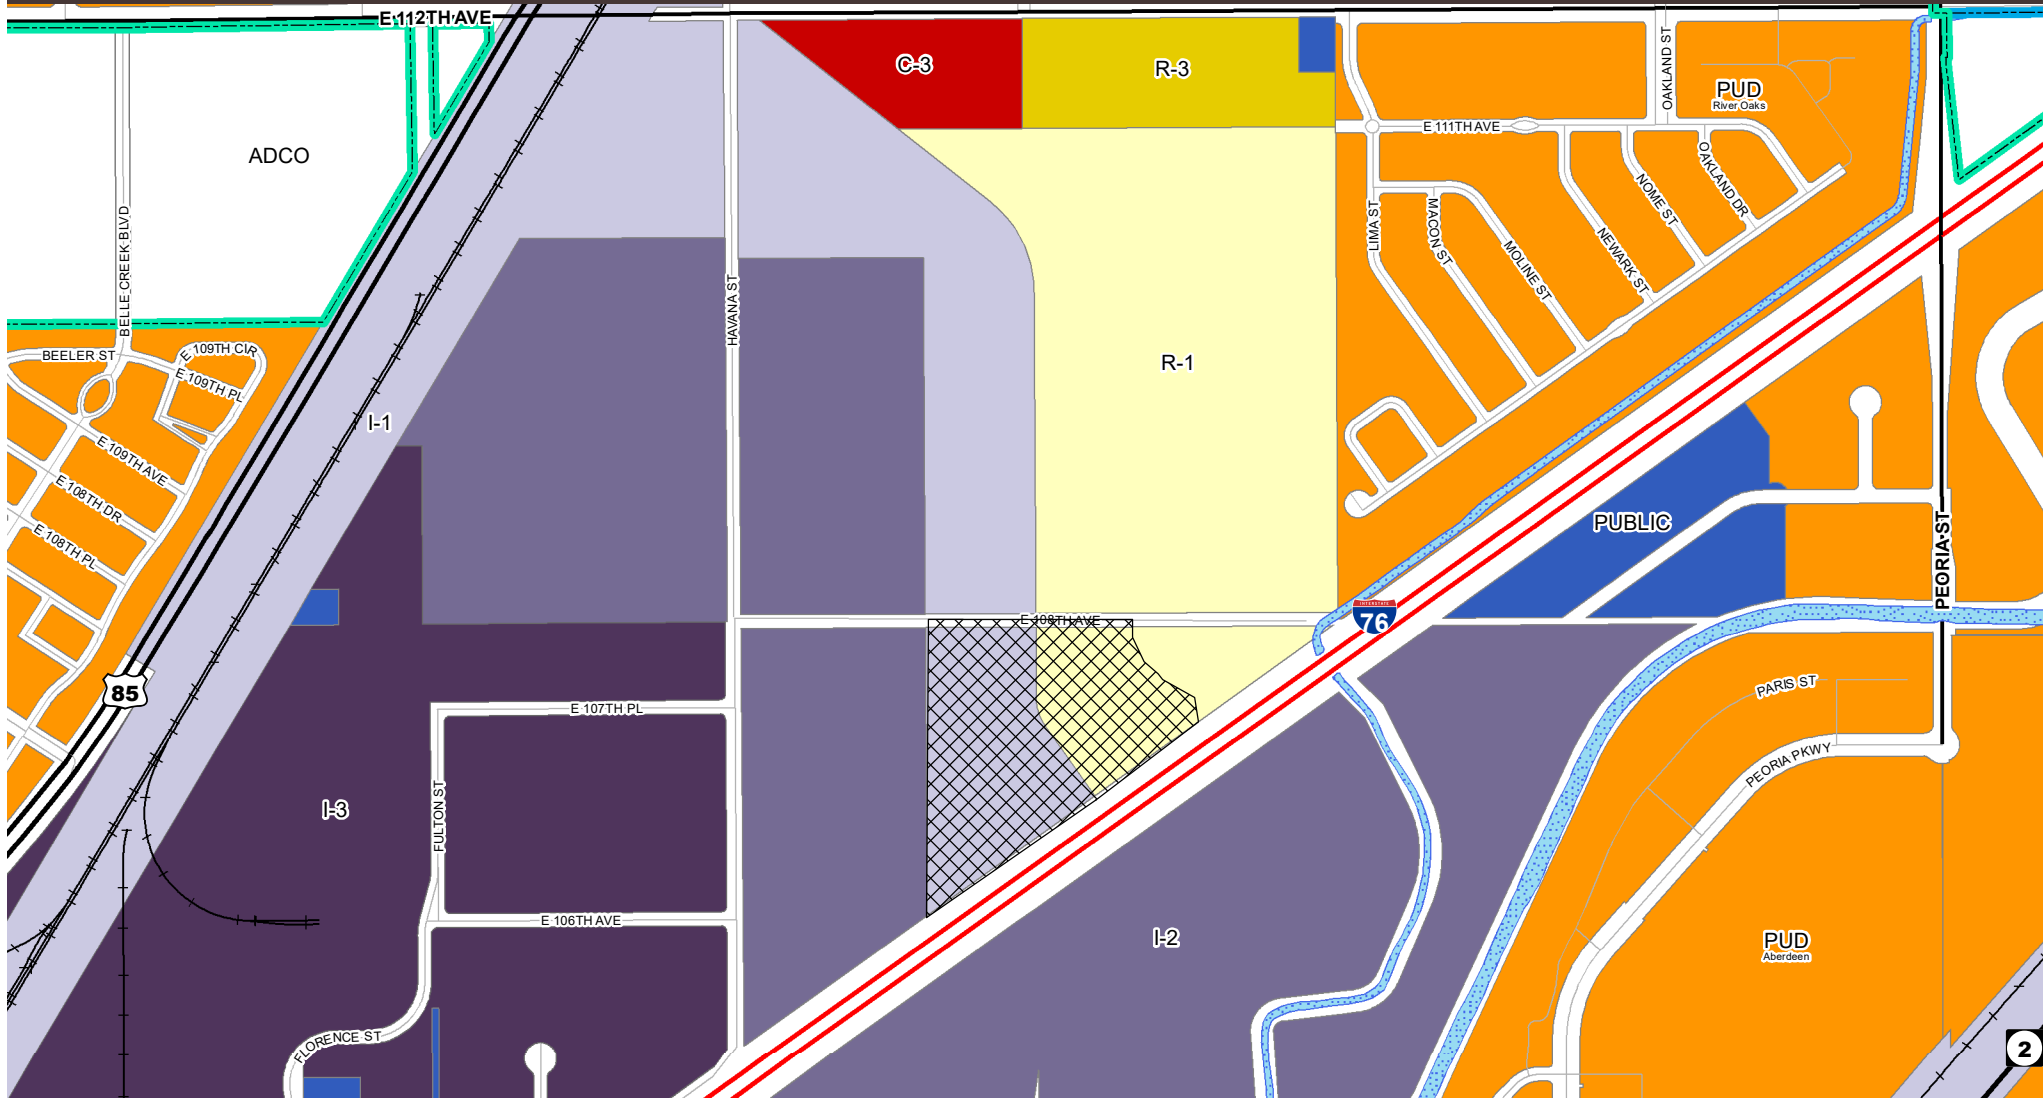 E 112TH AVE
C-3
R-3
OAKLAND ST
PUD
River Oaks
E 111TH AVE
ADCO
OAKLAND DR
NOME ST
LIMA ST
MACON ST
NEWARK ST
MOLINE ST
BELLE CREEK BLVD
HAVANA ST
BEELER ST
E 109TH CIR
E 109TH PL
R-1
I-1
E 109TH AVE
E 108TH DR
E 108TH PL
PUBLIC
PEORIA ST
E 108TH AVE
INTERSTATE
76
85
PARIS ST
E 107TH PL
PEORIA PKWY
I-3
FULTON ST
E 106TH AVE
I-2
PUD
Aberdeen
FLORENCE ST
2